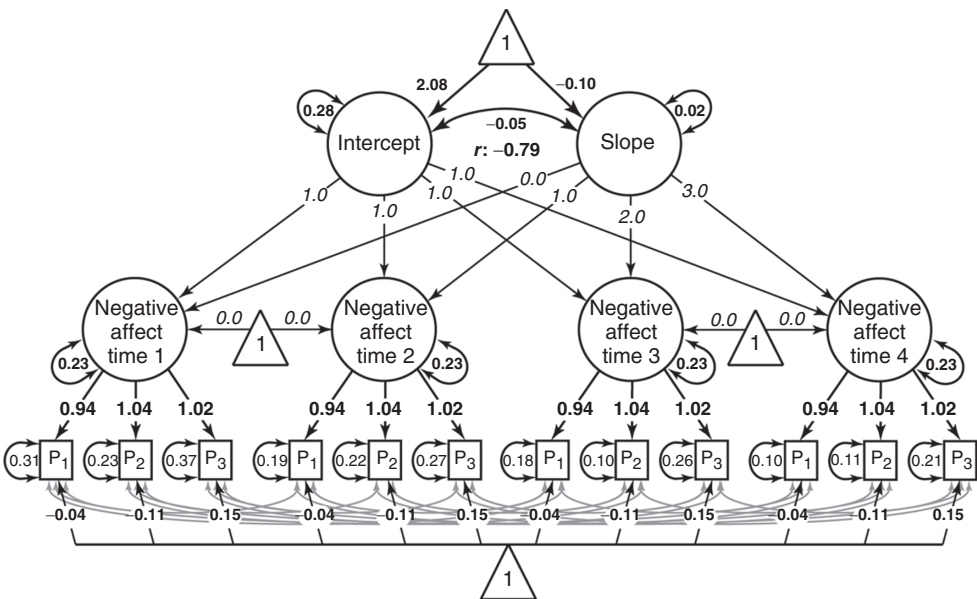 1
2.08 −0.10
0.28 Intercept −0.05 Slope 0.02
r: −0.79
1.0 1.0 1.0 1.0 0.0 1.0 2.0 3.0
Negative affect time 1
0.0 1 0.0
Negative affect time 2
Negative affect time 3
0.0 1 0.0
Negative affect time 4
0.23 0.23 0.23 0.23
0.94 1.04 1.02 0.94 1.04 1.02 0.94 1.04 1.02 0.94 1.04 1.02
0.31 P1 0.23 P2 0.37 P3 0.19 P1 0.22 P2 0.27 P3 0.18 P1 0.10 P2 0.26 P3 0.10 P1 0.11 P2 0.21 P3
−0.04 −0.11 0.15 −0.04 −0.11 0.15 −0.04 −0.11 0.15 −0.04 −0.11 0.15
1